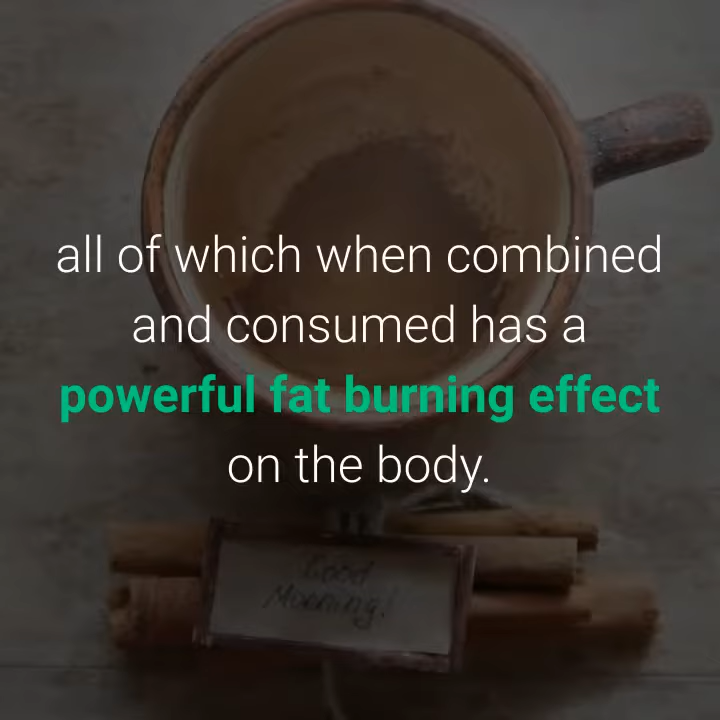 all of which when combined
and consumed has a
powerful fat burning effect
on the body.
Good
Morning!